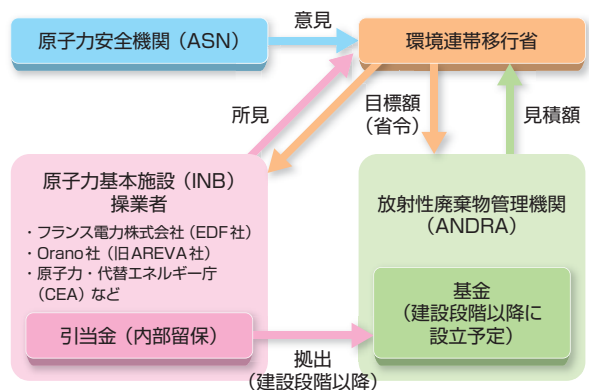 原子力安全機関（ASN）
意見
環境連帯移行省
所見
目標額
（省令）
見積額
原子力基本施設（INB）
操業者
・フランス電力株式会社（EDF社）
・Orano社（旧AREVA社）
・原子力・代替エネルギー庁
（CEA）など
引当金（内部留保）
放射性廃棄物管理機関
（ANDRA）
基金
（建設段階以降に
設立予定）
拠出
（建設段階以降）